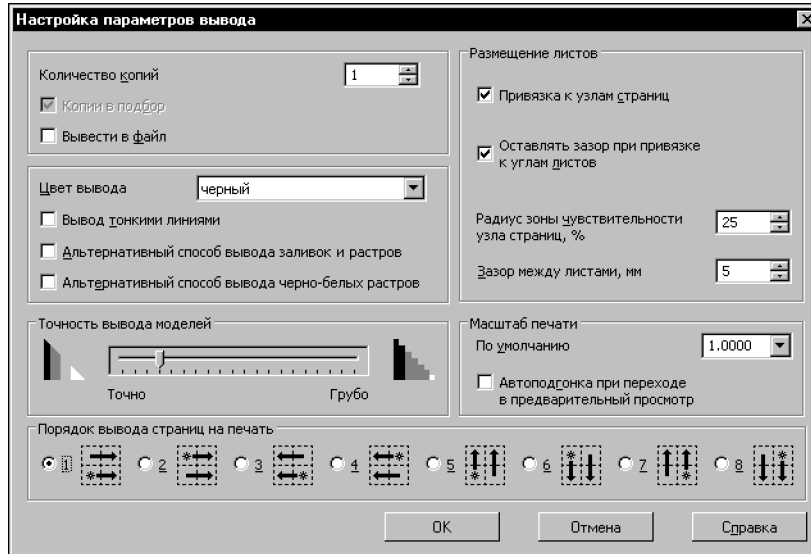 Настройка параметров вывода
Количество копий
1
Копии в подбор
Вывести в файл
Цвет вывода
черный
Вывод тонкими линиями
Альтернативный способ вывода заливок и растров
Альтернативный способ вывода черно-белых растров
Размещение листов
Привязка к узлам страниц
Оставлять зазор при привязке
к углам листов
Радиус зоны чувствительности
узла страниц, %
25
Зазор между листами, мм
5
Точность вывода моделей
Точно
Грубо
Масштаб печати
По умолчанию
1.0000
Автоподгонка при переходе
в предварительный просмотр
Порядок вывода страниц на печать
1 2 3 4 5 6 7 8
OK Отмена Справка